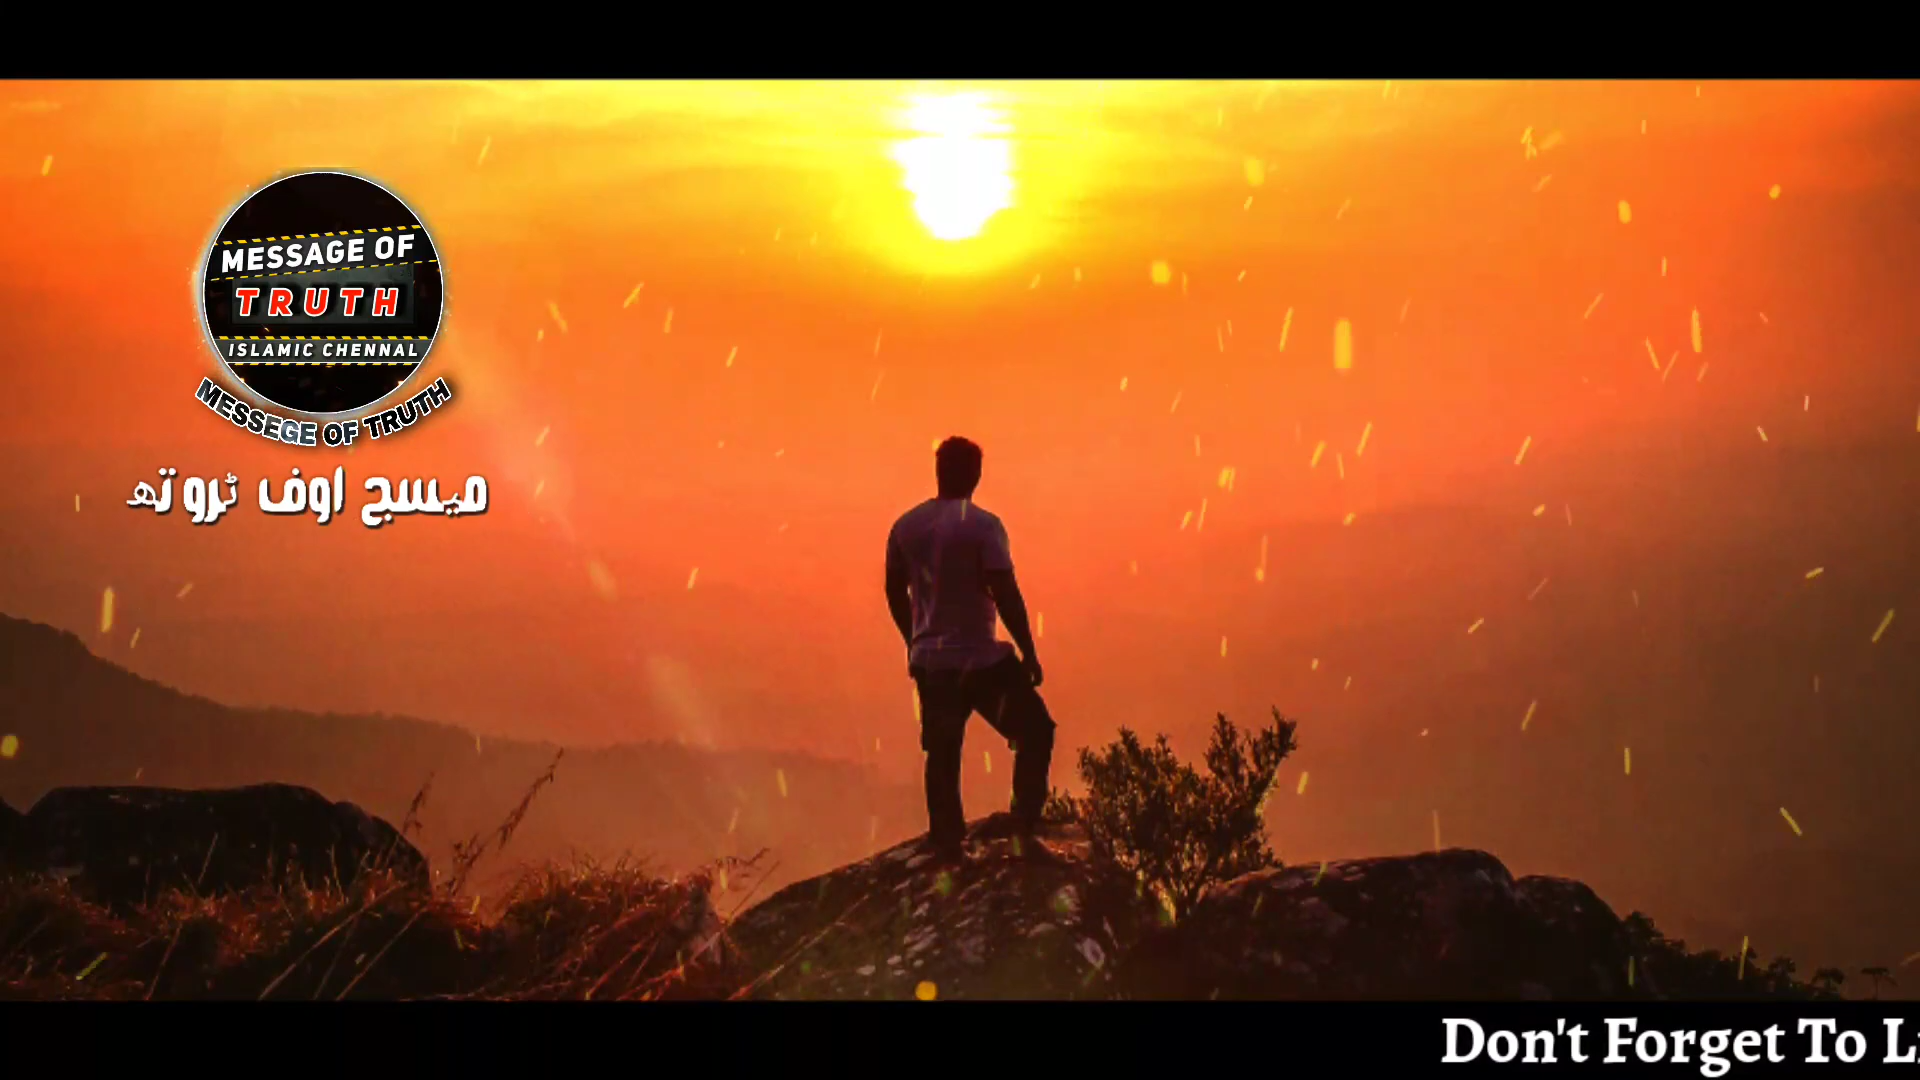 MESSAGE OF
TRUTH
ISLAMIC CHENNAL
MESSEGE OF TRUTH
میسج اوف ٹروتھ
Don't Forget To